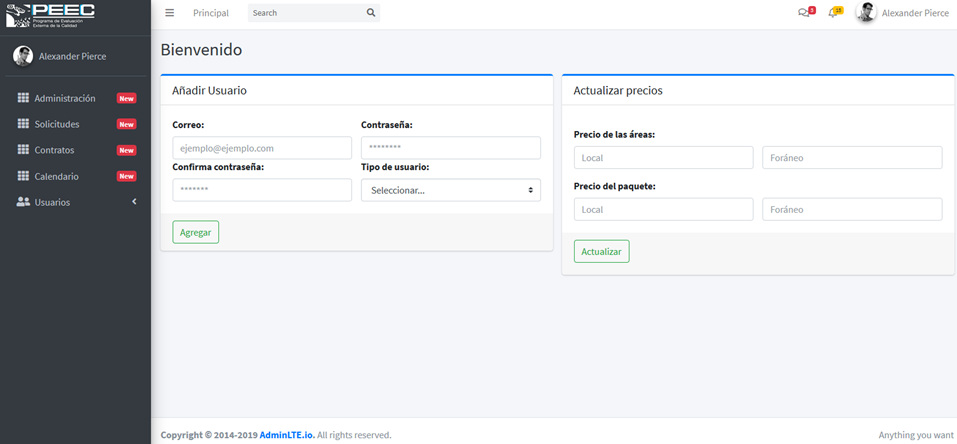 PEEC
Programa de Evaluación
Externa de la Calidad
Principal
Search
5
15
Alexander Pierce
Alexander Pierce
Administración New
Solicitudes New
Contratos New
Calendario New
Usuarios
Bienvenido
Añadir Usuario
Correo: Contraseña:
ejemplo@ejemplo.com ********
Confirma contraseña: Tipo de usuario:
******* Seleccionar...
Agregar
Actualizar precios
Precio de las áreas:
Local Foráneo
Precio del paquete:
Local Foráneo
Actualizar
Copyright © 2014-2019 AdminLTE.io. All rights reserved.
Anything you want